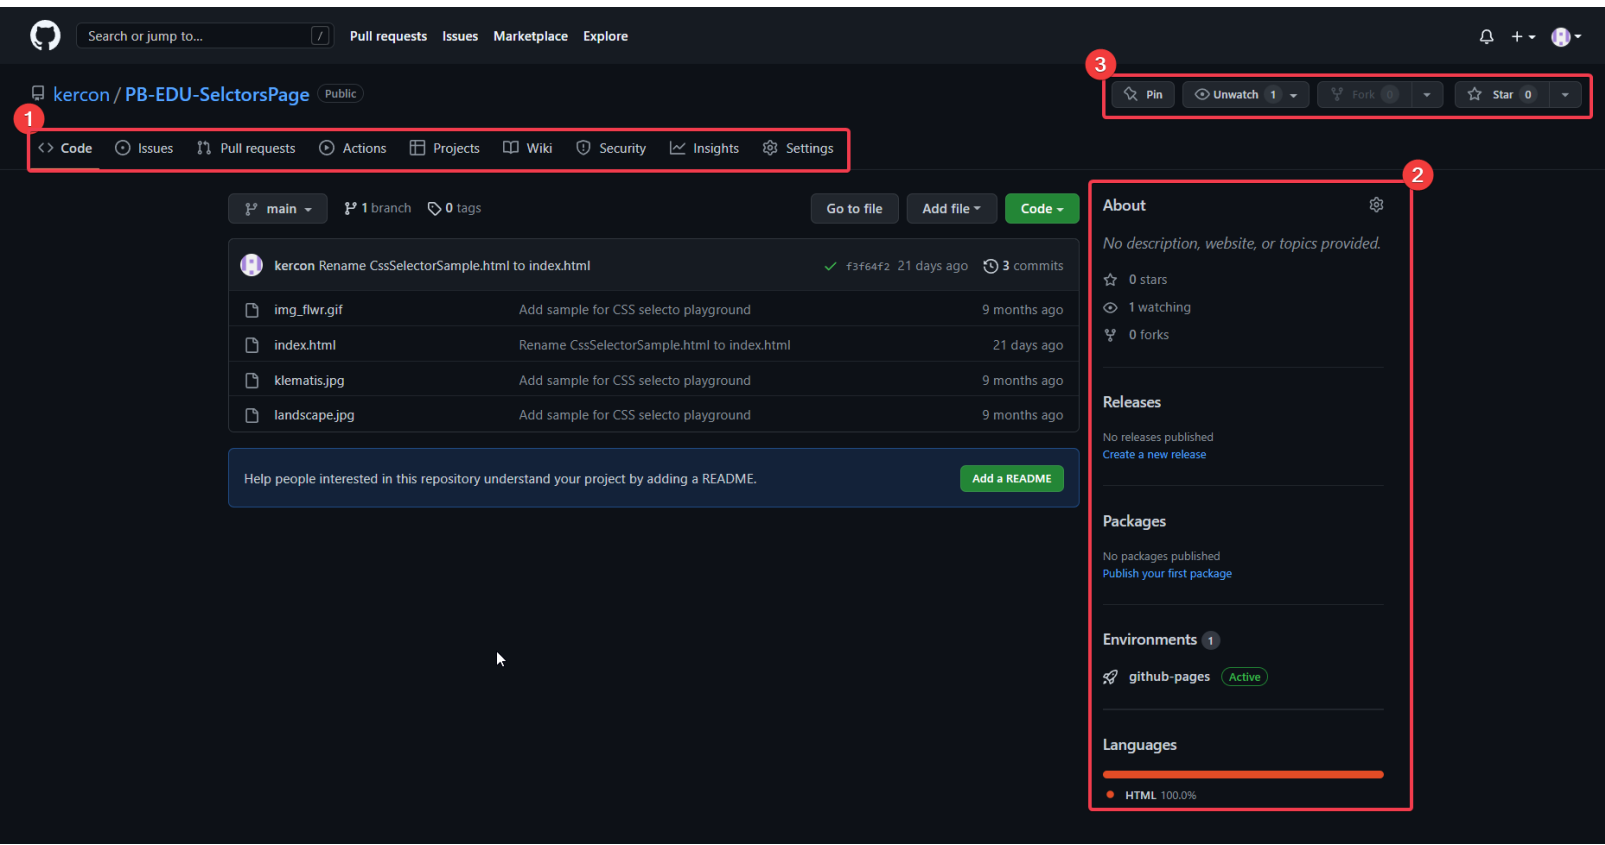 Search or jump to... / Pull requests Issues Marketplace Explore
3
kercon / PB-EDU-SelctorsPage Public Pin Unwatch 1 Fork 0 Star 0
1
Code Issues Pull requests Actions Projects Wiki Security Insights Settings
2
main 1 branch 0 tags Go to file Add file Code
kercon Rename CssSelectorSample.html to index.html f3f64f2 21 days ago 3 commits
img_flwr.gif Add sample for CSS selecto playground 9 months ago
index.html Rename CssSelectorSample.html to index.html 21 days ago
klematis.jpg Add sample for CSS selecto playground 9 months ago
landscape.jpg Add sample for CSS selecto playground 9 months ago
Help people interested in this repository understand your project by adding a README. Add a README
About
No description, website, or topics provided.
0 stars
1 watching
0 forks
Releases
No releases published
Create a new release
Packages
No packages published
Publish your first package
Environments 1
github-pages Active
Languages
HTML 100.0%